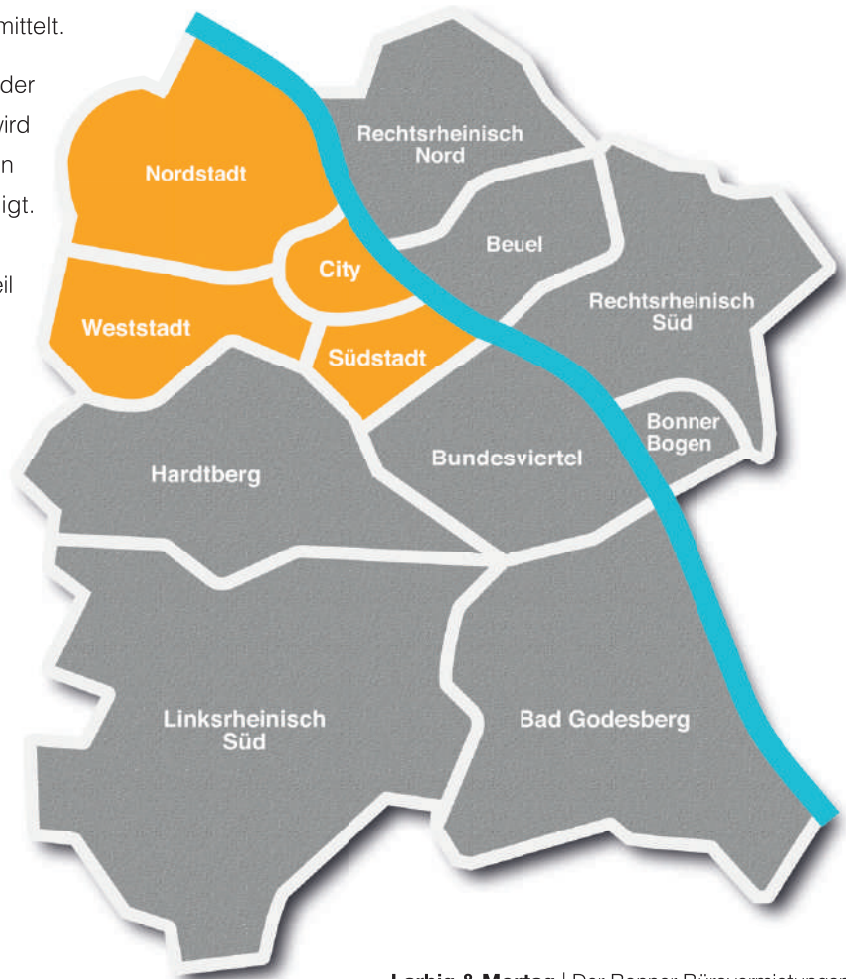 mittelt.
der
wird
n
igt.
eil
Rechtsrheinisch
Nord
Nordstadt
Beuel
City
Rechtsrheinisch
Süd
Weststadt
Südstadt
Bonner
Bogen
Bundesviertel
Hardtberg
Linksrheinisch
Süd
Bad Godesberg